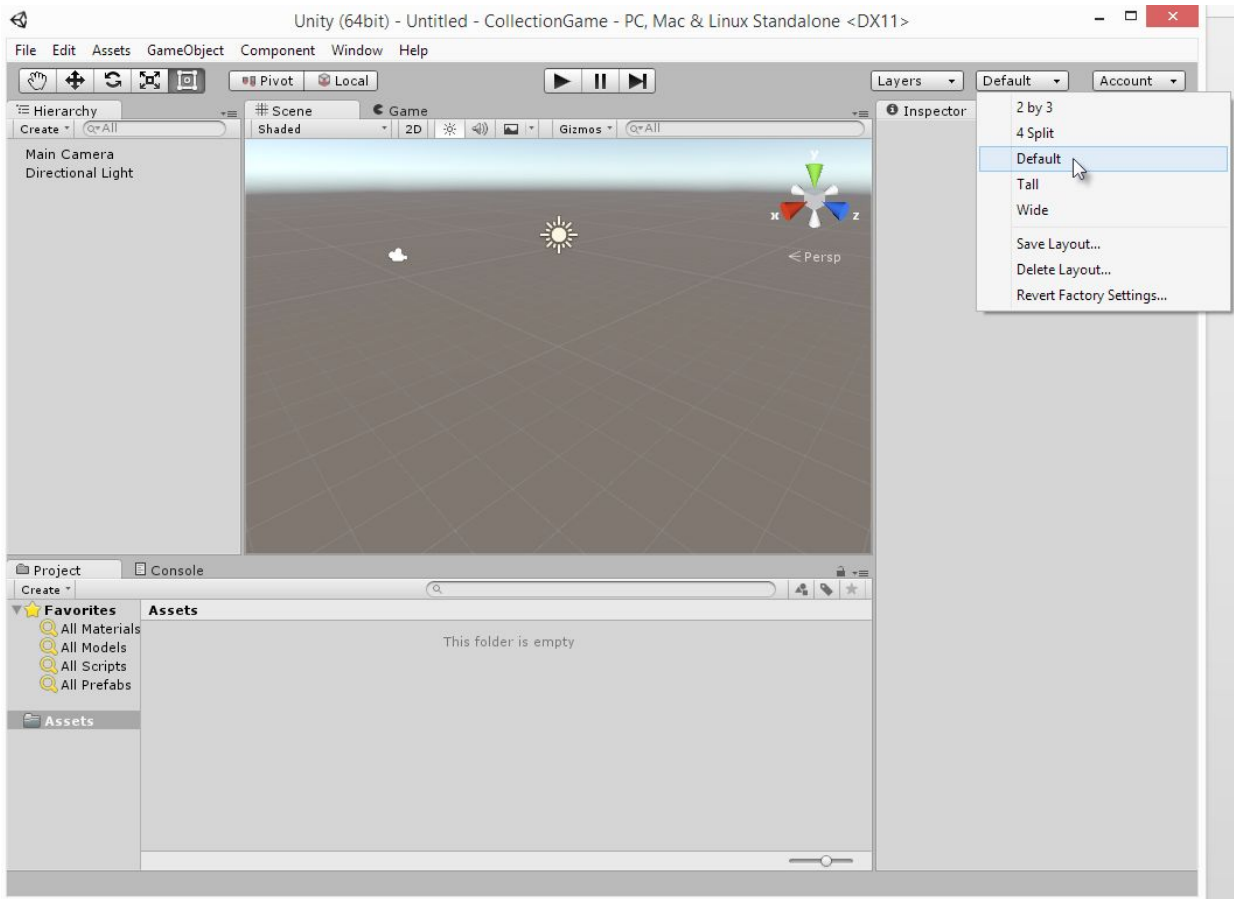 Unity (64bit) - Untitled - CollectionGame - PC, Mac & Linux Standalone <DX11>
File Edit Assets GameObject Component Window Help
Pivot Local Layers Default Account
Hierarchy
Create All
Main Camera
Directional Light
Scene Game
Shaded 2D Gizmos All
y
x z
Persp
Inspector
2 by 3
4 Split
Default
Tall
Wide
Save Layout...
Delete Layout...
Revert Factory Settings...
Project Console
Create
Favorites
All Materials
All Models
All Scripts
All Prefabs
Assets
Assets
This folder is empty